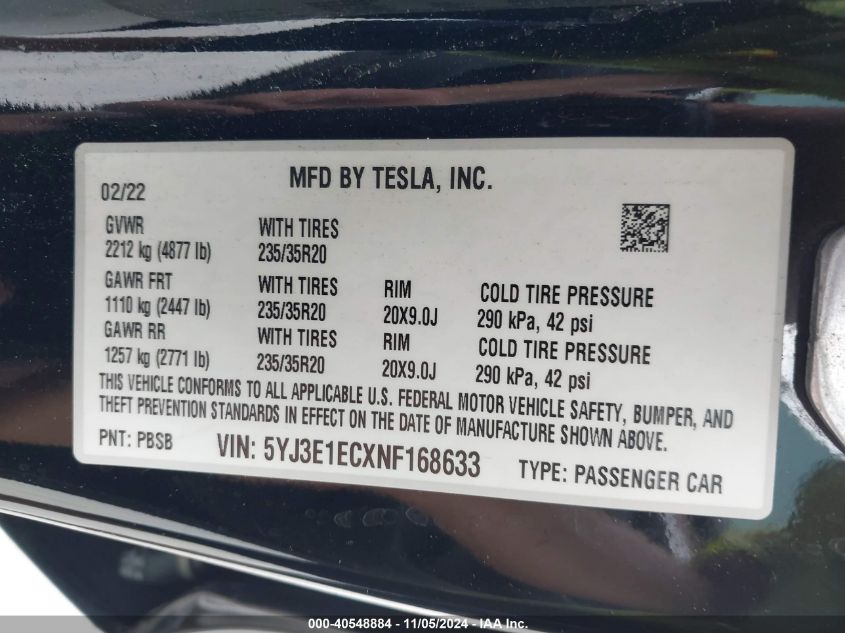 02/22
MFD BY TESLA, INC.
GVWR WITH TIRES
2212 kg (4877 lb) 235/35R20
GAWR FRT WITH TIRES RIM COLD TIRE PRESSURE
1110 kg (2447 lb) 235/35R20 20X9.0J 290 kPa, 42 psi
GAWR RR WITH TIRES RIM COLD TIRE PRESSURE
1257 kg (2771 lb) 235/35R20 20X9.0J 290 kPa, 42 psi
THIS VEHICLE CONFORMS TO ALL APPLICABLE U.S. FEDERAL MOTOR VEHICLE SAFETY, BUMPER, AND
THEFT PREVENTION STANDARDS IN EFFECT ON THE DATE OF MANUFACTURE SHOWN ABOVE.
PNT: PBSB VIN: 5YJ3E1ECXNF168633 TYPE: PASSENGER CAR
000-40548884 - 11/05/2024 - IAA Inc.